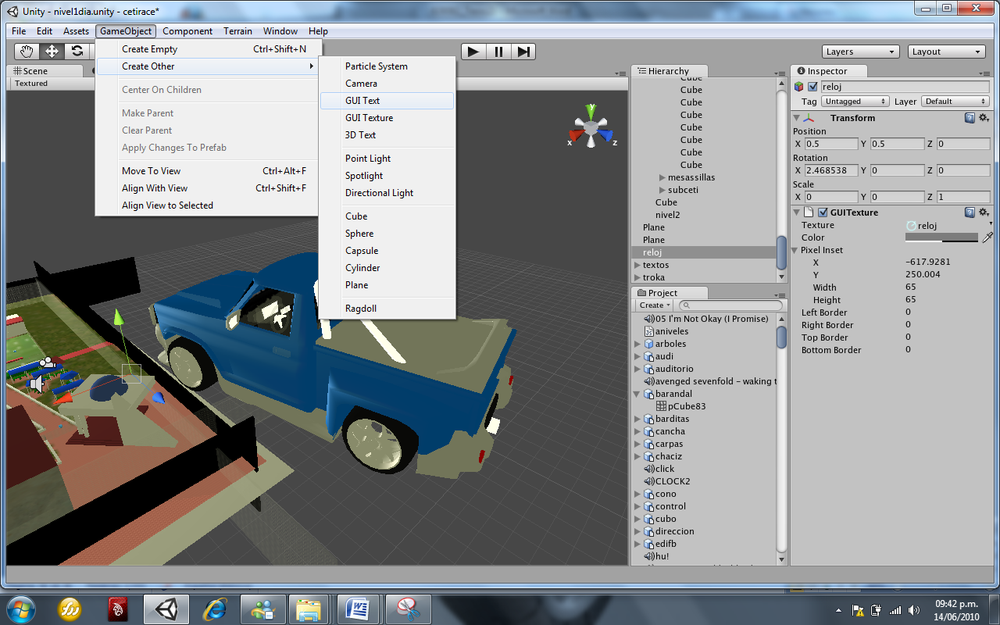 Unity - nivel1dia.unity - cetirace*
File Edit Assets GameObject Component Terrain Window Help
Layers Layout
Create Empty Ctrl+Shift+N
Create Other
Center On Children
Make Parent
Clear Parent
Apply Changes To Prefab
Move To View Ctrl+Alt+F
Align With View Ctrl+Shift+F
Align View to Selected
Particle System
Camera
GUI Text
GUI Texture
3D Text
Point Light
Spotlight
Directional Light
Cube
Sphere
Capsule
Cylinder
Plane
Ragdoll
Scene
Textured
x y z
Hierarchy
Cube
Cube
Cube
Cube
Cube
Cube
Cube
Cube
mesassillas
subceti
Cube
nivel2
Plane
Plane
reloj
textos
troka
Project
Create
05 I'm Not Okay (I Promise)
aniveles
arboles
audi
auditorio
avenged sevenfold - waking t
barandal
pCube83
barditas
cancha
carpas
chaciz
click
CLOCK2
cono
control
cubo
direccion
edifb
hu!
Inspector
reloj
Tag Untagged Layer Default
Transform
Position
X 0.5 Y 0.5 Z 0
Rotation
X 2.468538 Y 0 Z 0
Scale
X 0 Y 0 Z 1
GUITexture
Texture reloj
Color
Pixel Inset
X -617.9281
Y 250.004
Width 65
Height 65
Left Border 0
Right Border 0
Top Border 0
Bottom Border 0
09:42 p.m.
14/06/2010